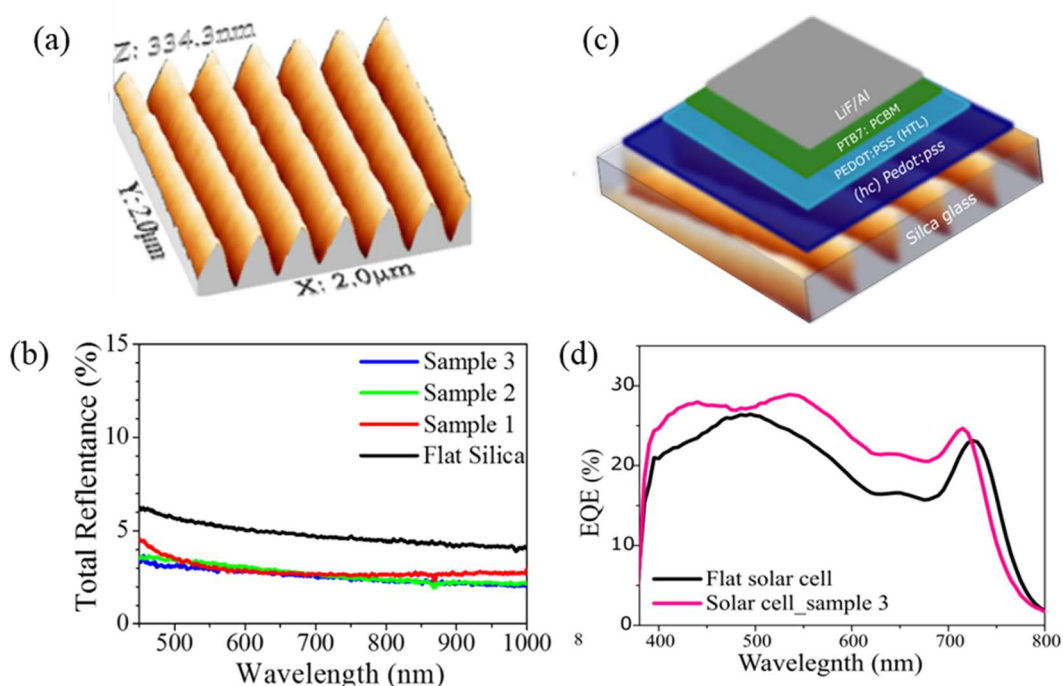 (a)
Z: 334.3nm
Y: 2.0µm
X: 2.0µm
(c)
LiF/Al
PTB7: PCBM
PEDOT:PSS (HTL)
(hc) Pedot:pss
Silca glass
(b)
15
10
5
0
Total Reflentance (%)
Sample 3
Sample 2
Sample 1
Flat Silica
500 600 700 800 900 1000
Wavelength (nm)
(d)
30
20
10
0
EQE (%)
Flat solar cell
Solar cell_sample 3
8
400 500 600 700 800
Wavelegnth (nm)